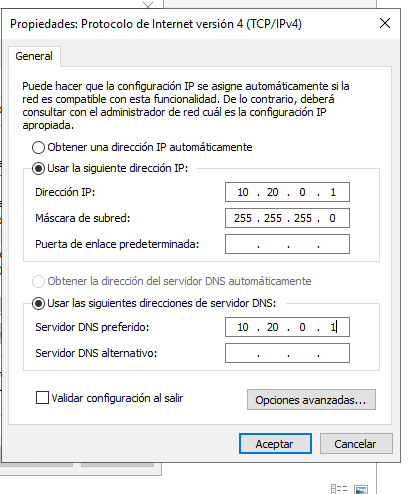 Propiedades: Protocolo de Internet versión 4 (TCP/IPv4)
General
Puede hacer que la configuración IP se asigne automáticamente si la
red es compatible con esta funcionalidad. De lo contrario, deberá
consultar con el administrador de red cuál es la configuración IP
apropiada.
Obtener una dirección IP automáticamente
Usar la siguiente dirección IP:
Dirección IP: 10 . 20 . 0 . 1
Máscara de subred: 255 . 255 . 255 . 0
Puerta de enlace predeterminada: . . .
Obtener la dirección del servidor DNS automáticamente
Usar las siguientes direcciones de servidor DNS:
Servidor DNS preferido: 10 . 20 . 0 . 1
Servidor DNS alternativo: . . .
Validar configuración al salir
Opciones avanzadas...
Aceptar Cancelar